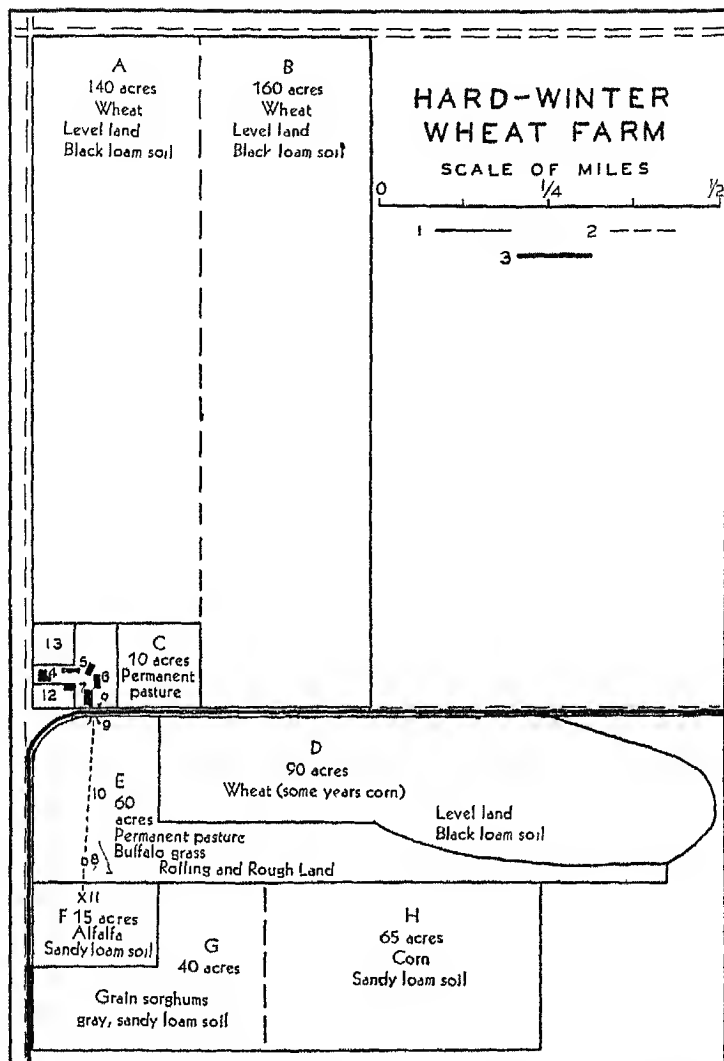 A
140 acres
Wheat
Level land
Black loam soil
B
160 acres
Wheat
Level land
Black loam soil
HARD-WINTER
WHEAT FARM
SCALE OF MILES
0 1/4 1/2
1 2
3
13
4
5
6
7
9
12
C
10 acres
Permanent
pasture
9
D
90 acres
Wheat (some years corn)
Level land
Black loam soil
10
E
60
acres
Permanent pasture
Buffalo grass
Rolling and Rough Land
8
X11
F 15 acres
Alfalfa
Sandy loam soil
G
40 acres
Grain sorghums
gray, sandy loam soil
H
65 acres
Corn
Sandy loam soil